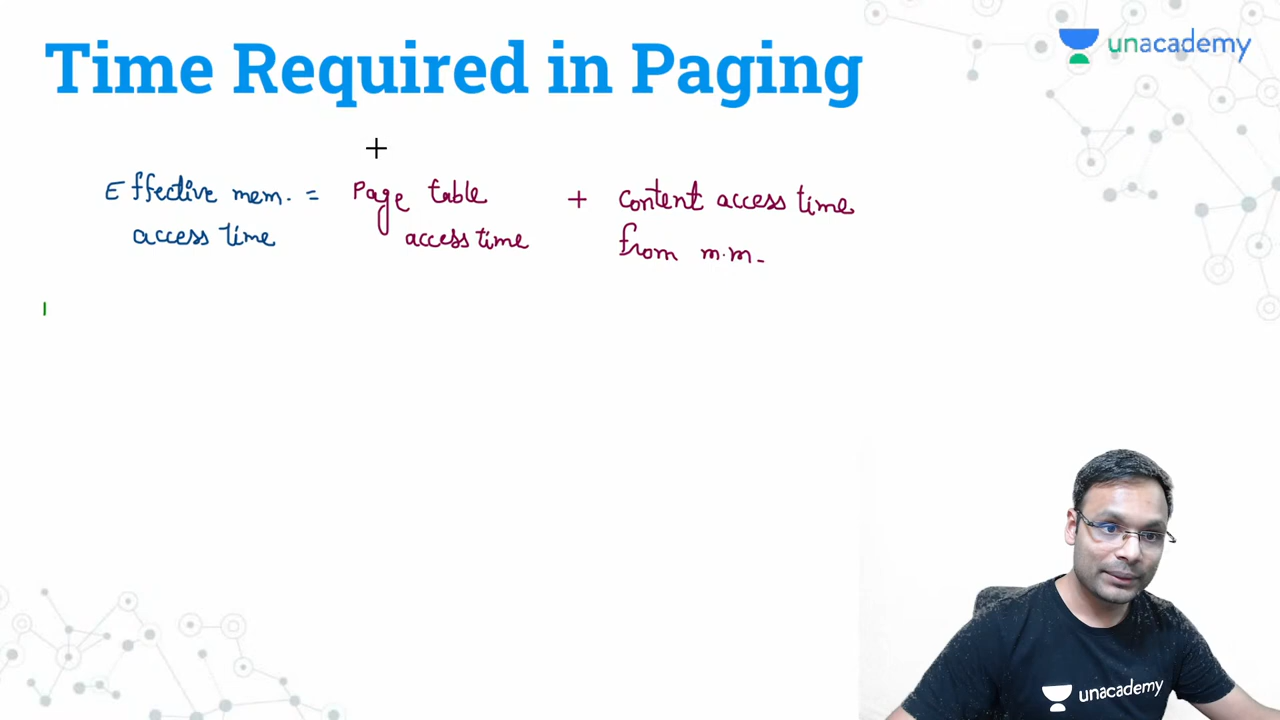 Time Required in Paging
unacademy
Effective mem. = Page table + content access time
access time access time from m.m.
unacademy